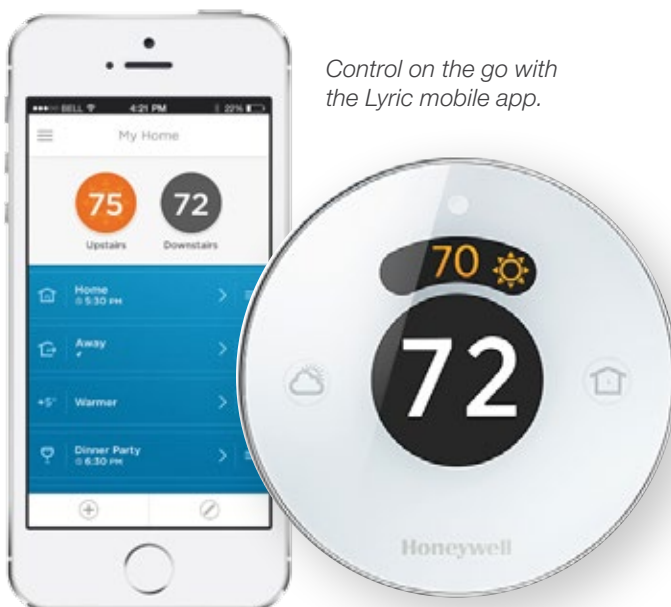 Control on the go with
the Lyric mobile app.
BELL 4:21 PM 22%
My Home
75 72
Upstairs Downstairs
Home
5:30 PM
Away
+5° Warmer
Dinner Party
6:30 PM
70
72
Honeywell